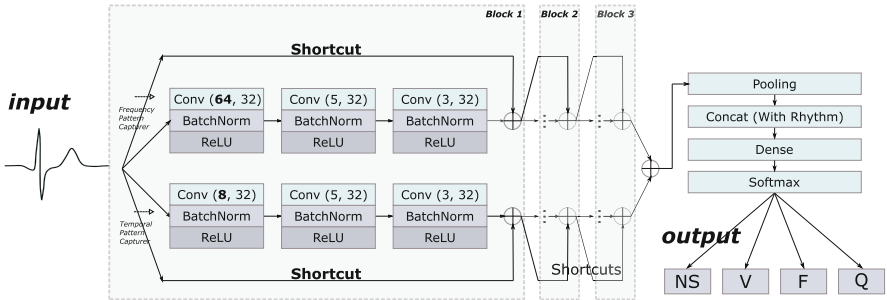 Block 1
Block 2
Block 3
Shortcut
input
Frequency
Pattern
Capturer
Conv (64, 32)
BatchNorm
ReLU
Conv (5, 32)
BatchNorm
ReLU
Conv (3, 32)
BatchNorm
ReLU
Temporal
Pattern
Capturer
Conv (8, 32)
BatchNorm
ReLU
Conv (5, 32)
BatchNorm
ReLU
Conv (3, 32)
BatchNorm
ReLU
Shortcut
Shortcuts
Pooling
Concat (With Rhythm)
Dense
Softmax
output
NS
V
F
Q